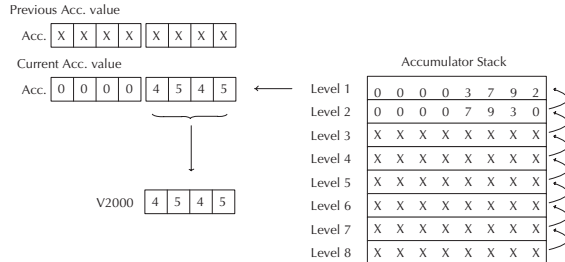 Previous Acc. value
Acc. X X X X X X X X
Current Acc. value
Acc. 0 0 0 0 4 5 4 5
V2000 4 5 4 5
Accumulator Stack
Level 1 0 0 0 0 3 7 9 2
Level 2 0 0 0 0 7 9 3 0
Level 3 X X X X X X X X
Level 4 X X X X X X X X
Level 5 X X X X X X X X
Level 6 X X X X X X X X
Level 7 X X X X X X X X
Level 8 X X X X X X X X